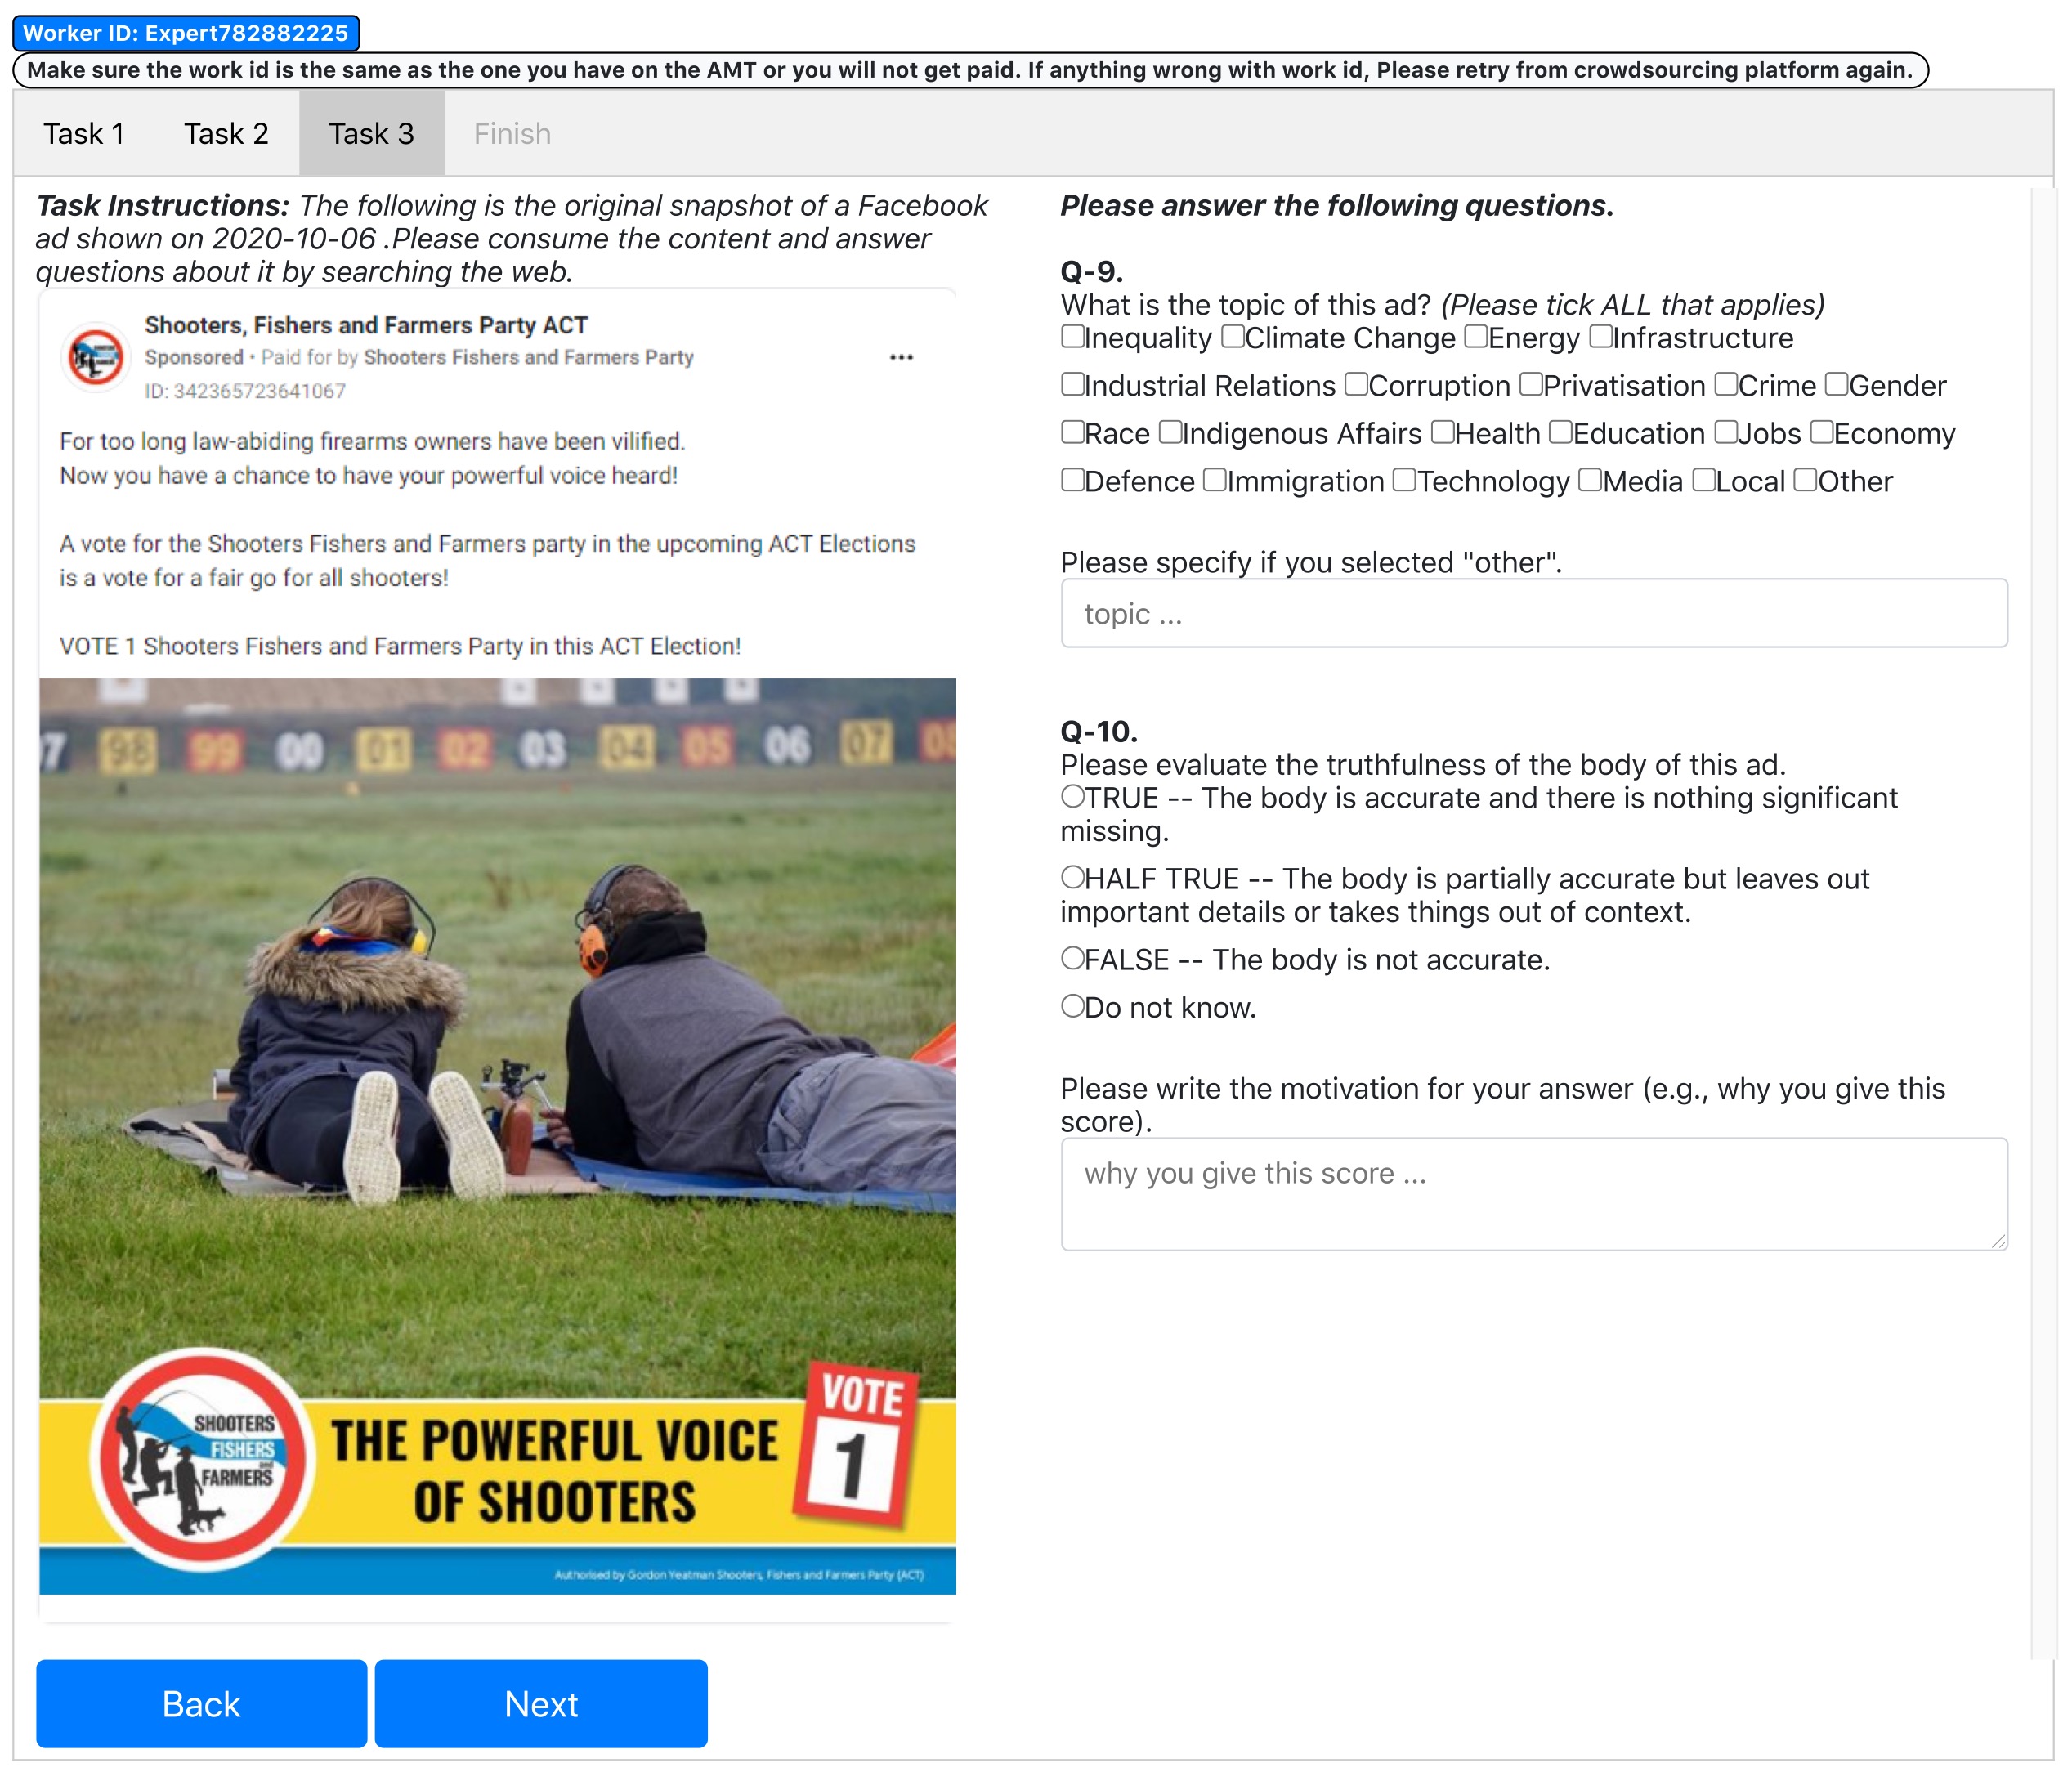 Worker ID: Expert782882225
Make sure the work id is the same as the one you have on the AMT or you will not get paid. If anything wrong with work id, Please retry from crowdsourcing platform again.
Task 1 Task 2 Task 3 Finish
Task Instructions: The following is the original snapshot of a Facebook
ad shown on 2020-10-06 .Please consume the content and answer
questions about it by searching the web.
Shooters, Fishers and Farmers Party ACT
Sponsored • Paid for by Shooters Fishers and Farmers Party
ID: 342365723641067
For too long law-abiding firearms owners have been vilified.
Now you have a chance to have your powerful voice heard!
A vote for the Shooters Fishers and Farmers party in the upcoming ACT Elections
is a vote for a fair go for all shooters!
VOTE 1 Shooters Fishers and Farmers Party in this ACT Election!
7 98 99 00 01 02 03 04 05 06 07 08
SHOOTERS
FISHERS
and
FARMERS
THE POWERFUL VOICE
OF SHOOTERS
VOTE
1
Authorised by Gordon Yeatman Shooters, Fishers and Farmers Party (ACT)
Back Next
Please answer the following questions.
Q-9.
What is the topic of this ad? (Please tick ALL that applies)
Inequality Climate Change Energy Infrastructure
Industrial Relations Corruption Privatisation Crime Gender
Race Indigenous Affairs Health Education Jobs Economy
Defence Immigration Technology Media Local Other
Please specify if you selected "other".
topic ...
Q-10.
Please evaluate the truthfulness of the body of this ad.
TRUE -- The body is accurate and there is nothing significant
missing.
HALF TRUE -- The body is partially accurate but leaves out
important details or takes things out of context.
FALSE -- The body is not accurate.
Do not know.
Please write the motivation for your answer (e.g., why you give this
score).
why you give this score ...